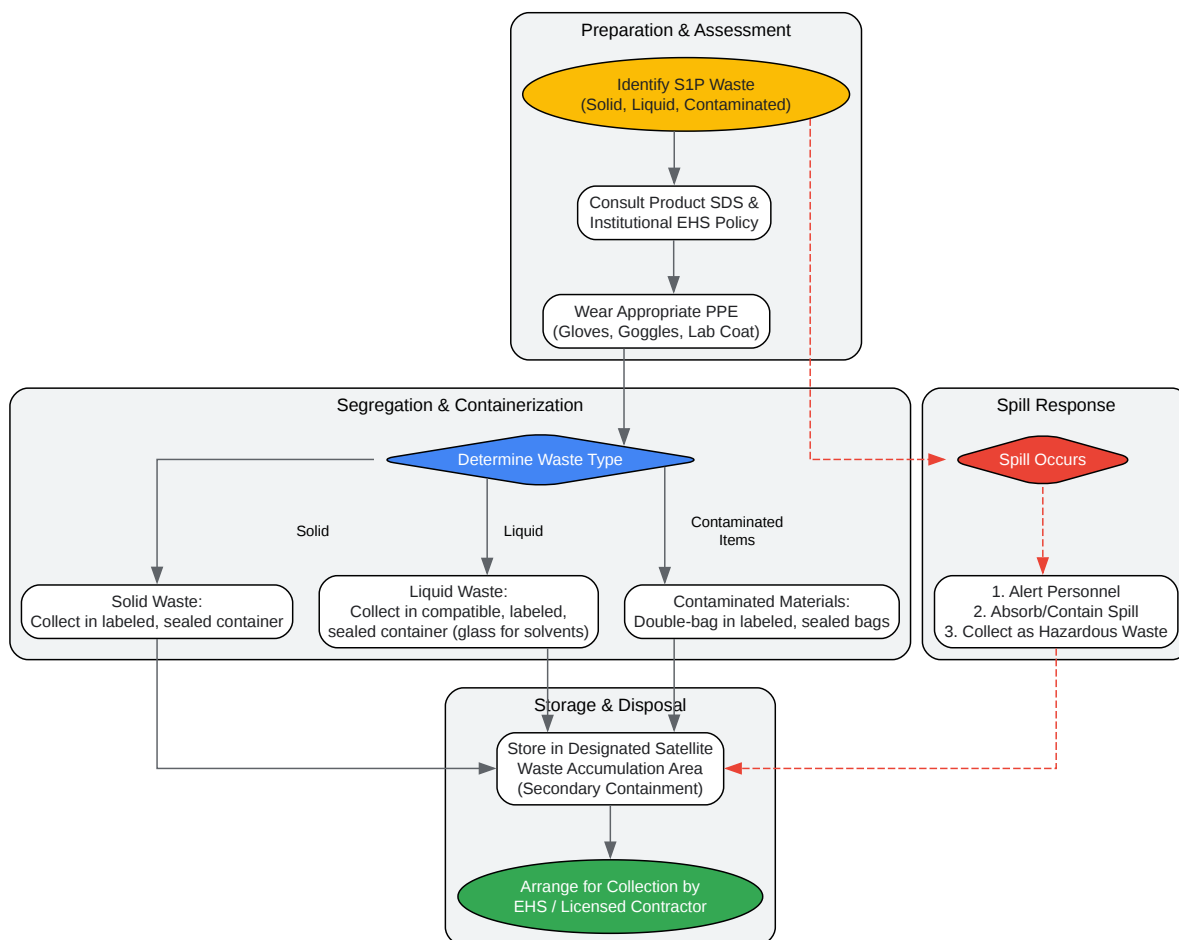 Preparation & Assessment
Identify S1P Waste
(Solid, Liquid, Contaminated)
Consult Product SDS &
Institutional EHS Policy
Wear Appropriate PPE
(Gloves, Goggles, Lab Coat)
Segregation & Containerization
Determine Waste Type
Solid
Liquid
Contaminated
Items
Solid Waste:
Collect in labeled, sealed container
Liquid Waste:
Collect in compatible, labeled,
sealed container (glass for solvents)
Contaminated Materials:
Double-bag in labeled, sealed bags
Spill Response
Spill Occurs
1. Alert Personnel
2. Absorb/Contain Spill
3. Collect as Hazardous Waste
Storage & Disposal
Store in Designated Satellite
Waste Accumulation Area
(Secondary Containment)
Arrange for Collection by
EHS / Licensed Contractor